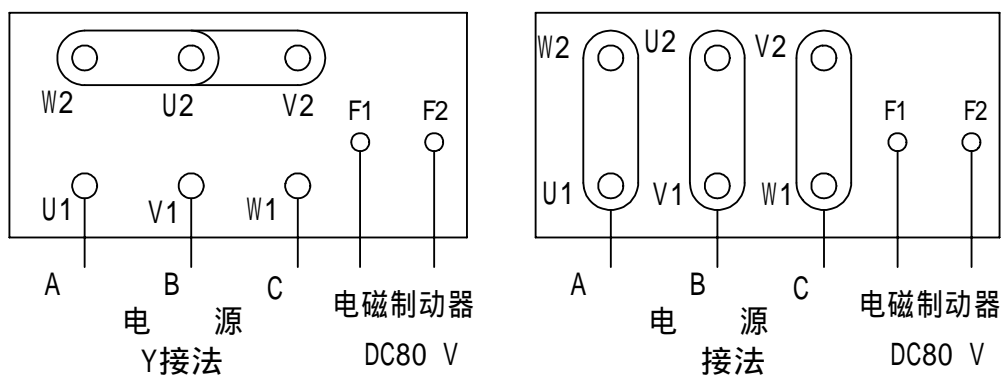 W2 U2 V2
F1 F2
U1 V1 W1
A B C
电 源
Y接法
电磁制动器
DC80 V
W2 U2 V2
F1 F2
U1 V1 W1
A B C
电 源
接法
电磁制动器
DC80 V